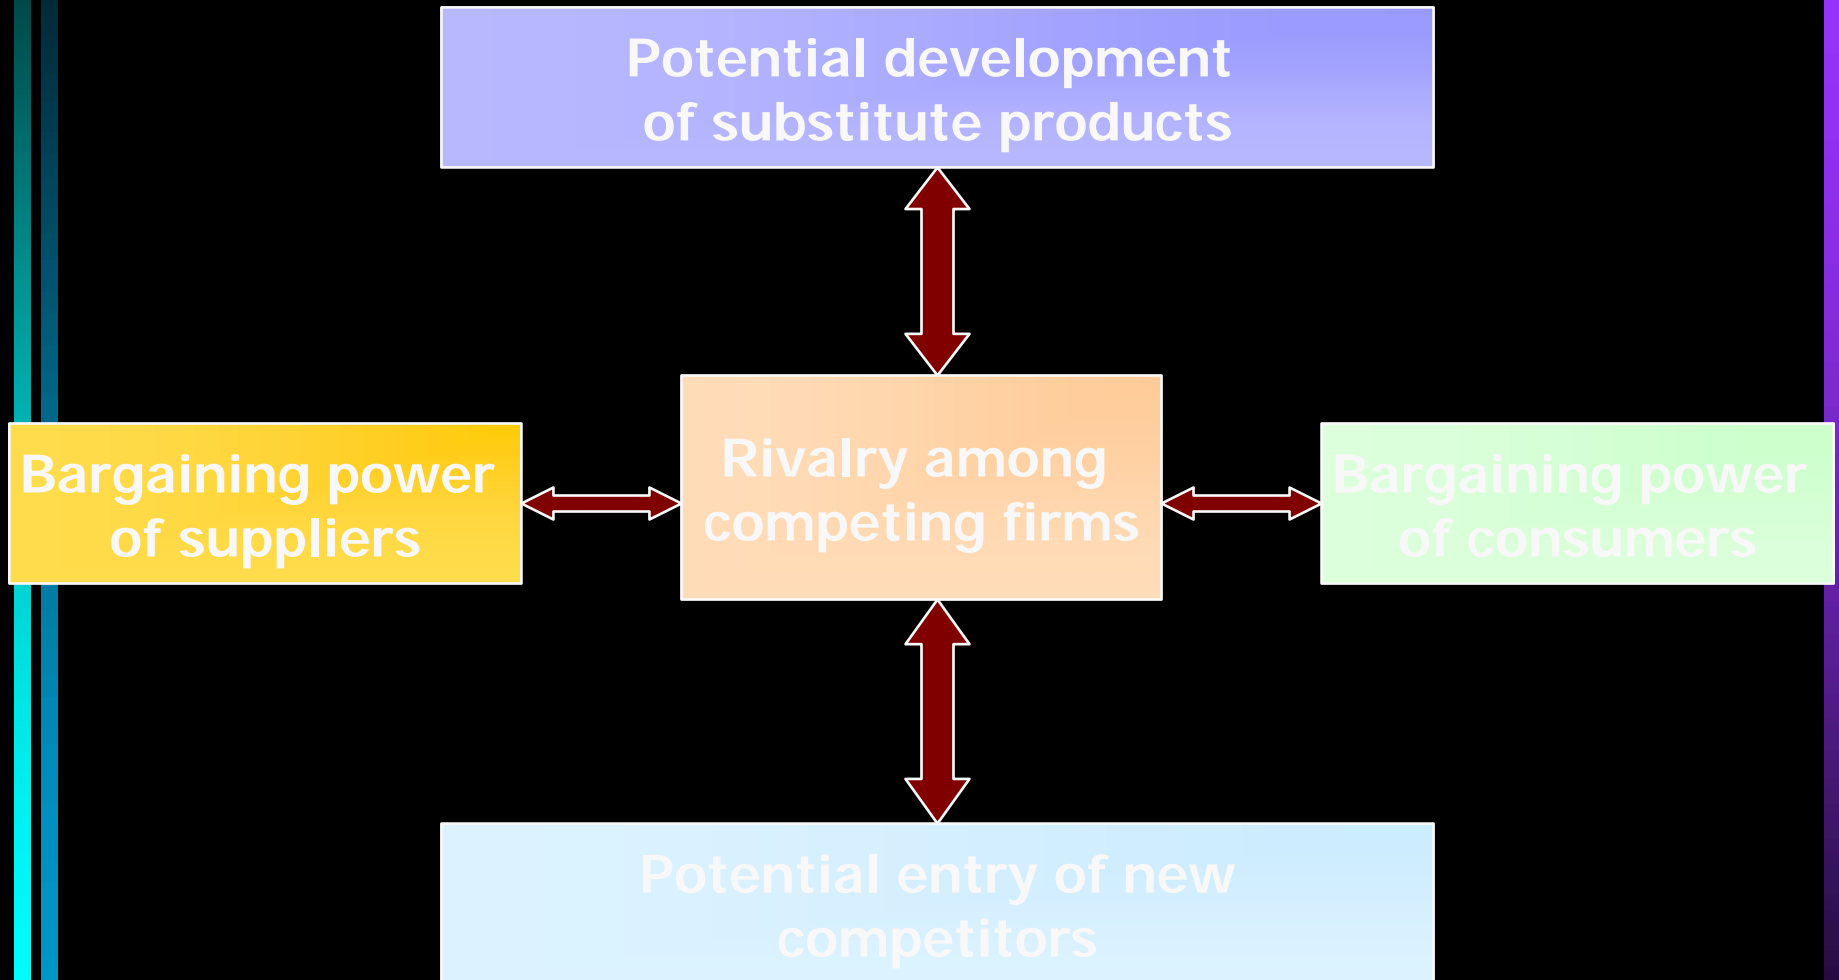 Potential development
of substitute products
Bargaining power
of suppliers
Rivalry among
competing firms
Bargaining power
of consumers
Potential entry of new
competitors